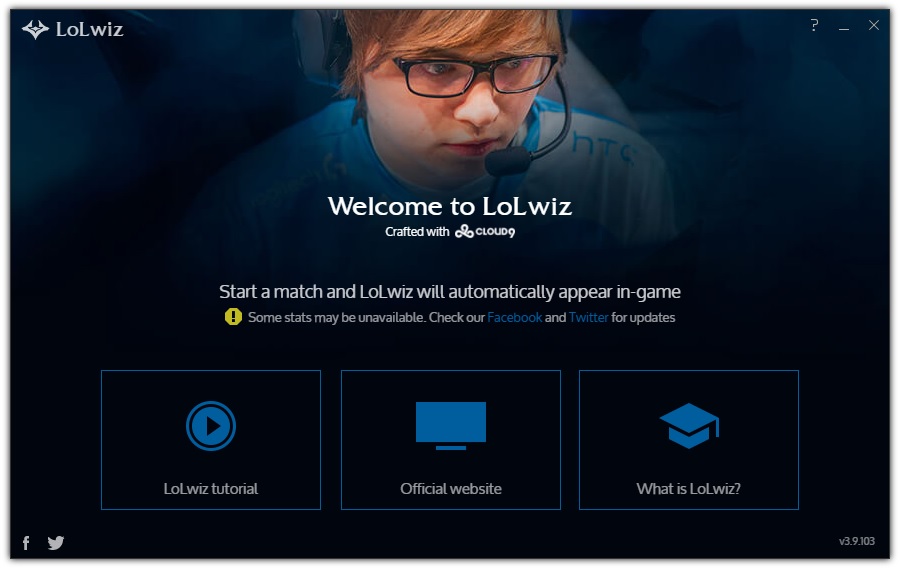 LoLwiz
?
Welcome to LoLwiz
Crafted with CLOUD9
Start a match and LoLwiz will automatically appear in-game
Some stats may be unavailable. Check our Facebook and Twitter for updates
LoLwiz tutorial
Official website
What is LoLwiz?
v3.9.103